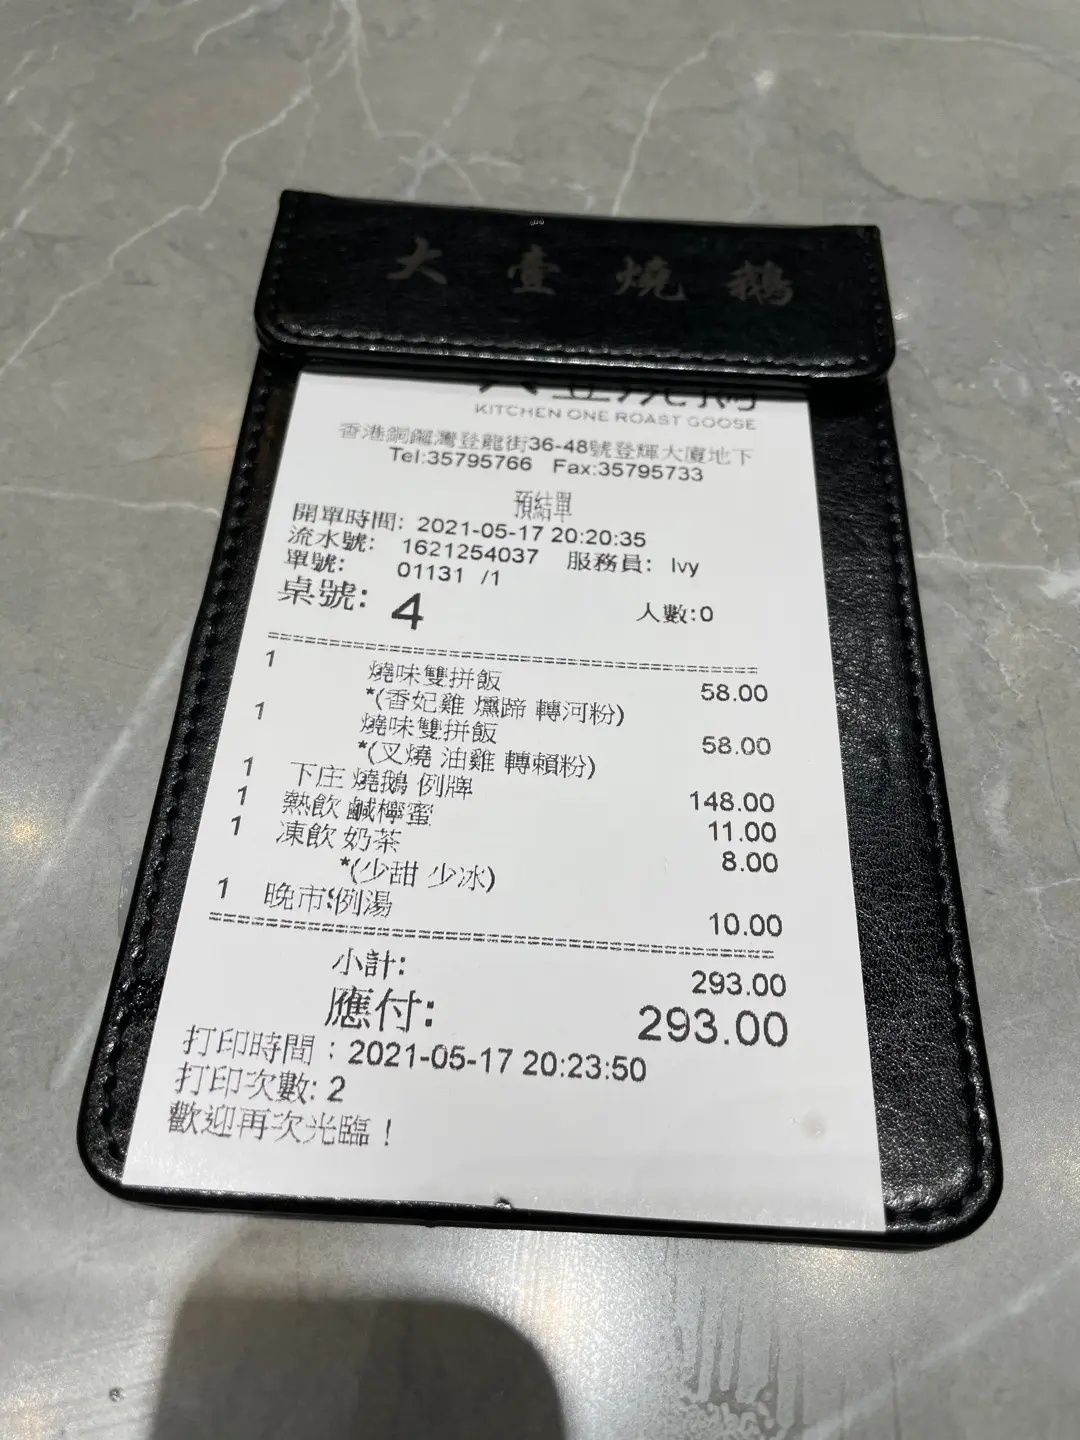 大壹燒鵝
大壹燒鵝
KITCHEN ONE ROAST GOOSE
香港銅鑼灣登龍街36-48號登輝大廈地下
Tel:35795766 Fax:35795733
預結單
開單時間: 2021-05-17 20:20:35
流水號: 1621254037 服務員: Ivy
單號: 01131 /1
桌號: 4 人數:0
1 燒味雙拼飯 58.00
*(香妃雞 燻蹄 轉河粉)
1 燒味雙拼飯 58.00
*(叉燒 油雞 轉賴粉)
1 下庄 燒鵝 例牌 148.00
1 熱飲 鹹檸蜜 11.00
1 凍飲 奶茶 8.00
*(少甜 少冰)
1 晚市:例湯 10.00
小計: 293.00
應付: 293.00
打印時間：2021-05-17 20:23:50
打印次數: 2
歡迎再次光臨！